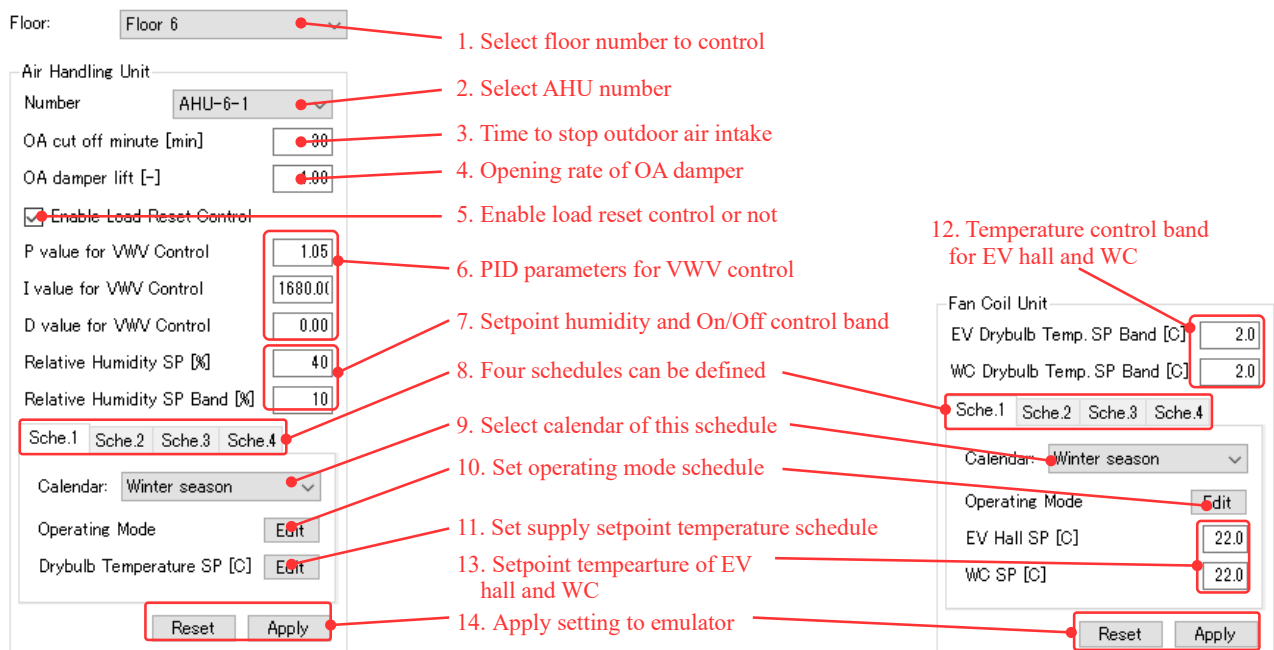 Floor:
Floor 6
1. Select floor number to control
Air Handling Unit
Number
AHU-6-1
2. Select AHU number
OA cut off minute [min]
30
3. Time to stop outdoor air intake
OA damper lift [-]
1.00
4. Opening rate of OA damper
Enable Load Reset Control
5. Enable load reset control or not
P value for VWV Control
1.05
I value for VWV Control
1680.0(
6. PID parameters for VWV control
D value for VWV Control
0.00
Relative Humidity SP [%]
40
7. Setpoint humidity and On/Off control band
Relative Humidity SP Band [%]
10
8. Four schedules can be defined
Sche.1 Sche.2 Sche.3 Sche.4
9. Select calendar of this schedule
Calendar:
Winter season
10. Set operating mode schedule
Operating Mode
Edit
11. Set supply setpoint temperature schedule
Drybulb Temperature SP [C]
Edit
13. Setpoint tempearture of EV
hall and WC
Reset
Apply
14. Apply setting to emulator
12. Temperature control band
for EV hall and WC
Fan Coil Unit
EV Drybulb Temp. SP Band [C]
2.0
WC Drybulb Temp. SP Band [C]
2.0
Sche.1 Sche.2 Sche.3 Sche.4
Calendar:
Winter season
Operating Mode
Edit
EV Hall SP [C]
22.0
WC SP [C]
22.0
Reset
Apply